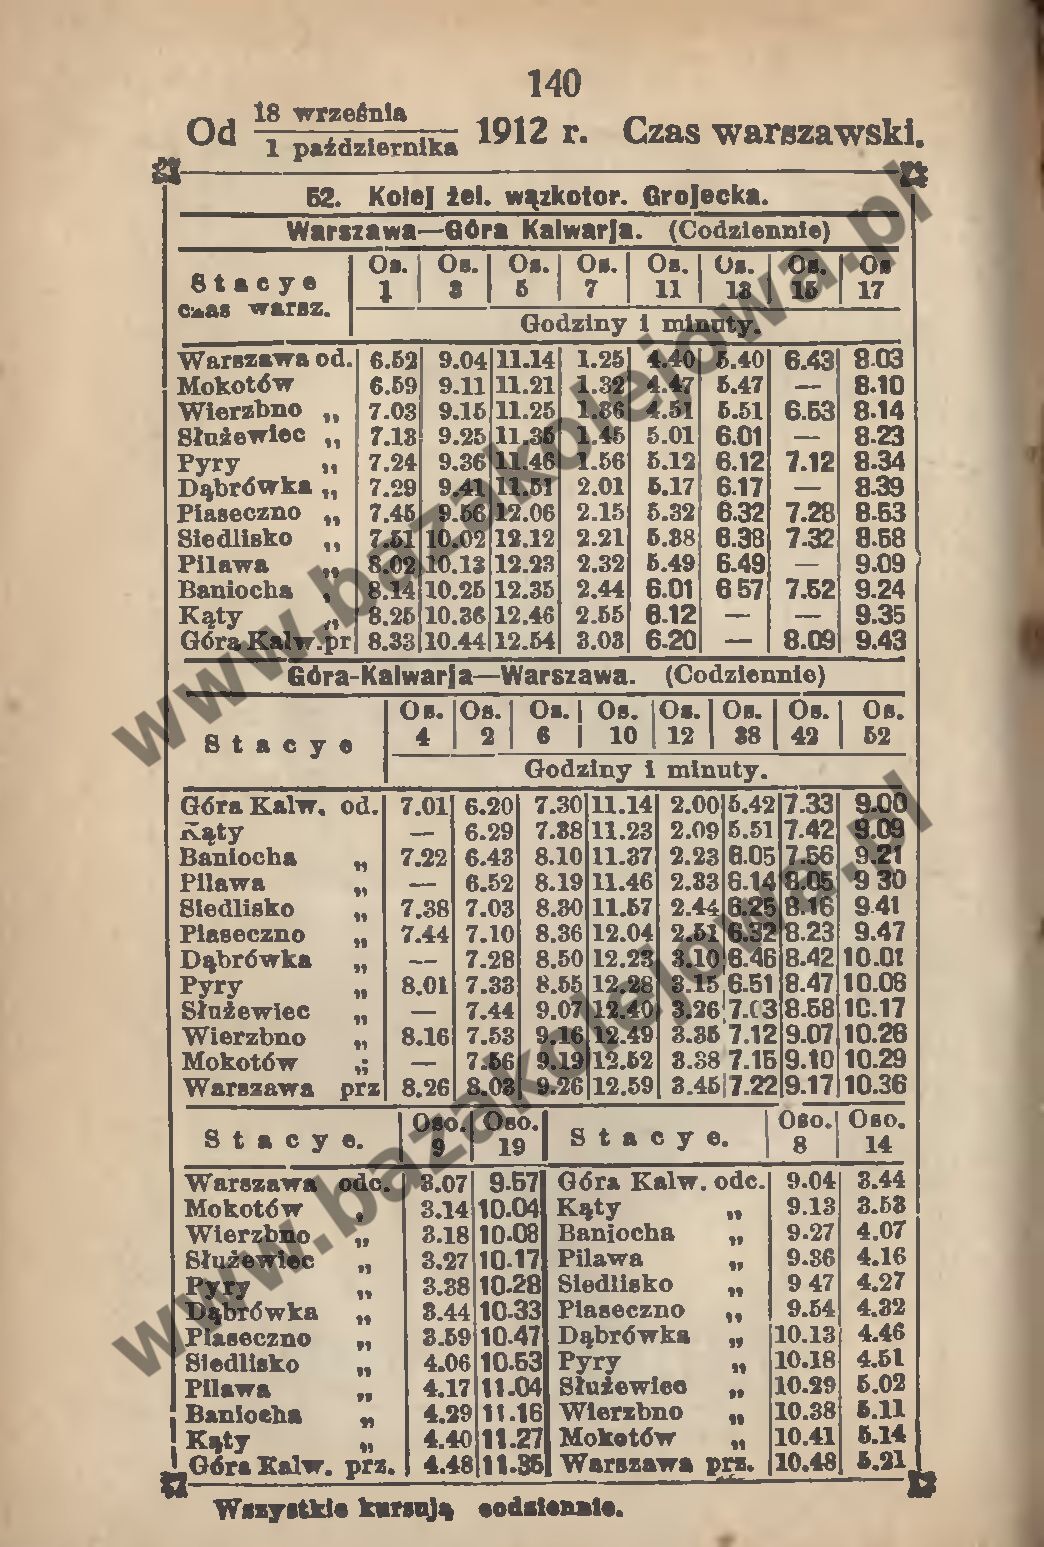 140
Od 18 września 1 października 1912 r. Czas warszawski.
52. Kolej żel. wązkotor. Grojecka.
Warszawa—Góra Kalwarja. (Codziennie)
Stacye czas warsz. Os. 1 Os. 3 Os. 5 Os. 7 Os. 11 Os. 13 Os. 15 Os 17
Godziny i minuty.
Warszawa od. 6.52 9.04 11.14 1.25 4.40 5.40 6.43 8.03
Mokotów 6.59 9.11 11.21 1.32 4.47 5.47 — 8.10
Wierzbno „ 7.03 9.15 11.25 1.36 4.51 5.51 6.53 8.14
Służewiec „ 7.13 9.25 11.35 1.45 5.01 6.01 — 8.23
Pyry „ 7.24 9.36 11.46 1.56 5.12 6.12 7.12 8.34
Dąbrówka „ 7.29 9.41 11.51 2.01 5.17 6.17 — 8.39
Piaseczno „ 7.45 9.56 12.06 2.15 5.32 6.32 7.28 8.53
Siedlisko „ 7.51 10.02 12.12 2.21 5.38 6.38 7.32 8.58
Pilawa „ 8.02 10.13 12.23 2.32 5.49 6.49 — 9.09
Baniocha „ 8.14 10.25 12.35 2.44 6.01 6 57 7.52 9.24
Kąty „ 8.25 10.36 12.46 2.55 6.12 — — 9.35
Góra Kalw.pr 8.33 10.44 12.54 3.03 6.20 — 8.09 9.43
Góra-Kalwarja—Warszawa. (Codziennie)
Stacye Os. 4 Os. 2 Os. 6 Os. 10 Os. 12 Os. 38 Os. 42 Os. 52
Godziny i minuty.
Góra Kalw. od. 7.01 6.20 7.30 11.14 2.00 5.42 7.33 9.00
Kąty — 6.29 7.38 11.23 2.09 5.51 7.42 9.09
Baniocha „ 7.22 6.43 8.10 11.37 2.23 6.05 7.56 9.21
Pilawa „ — 6.52 8.19 11.46 2.33 6.14 8.05 9 30
Siedlisko „ 7.38 7.03 8.30 11.57 2.44 6.25 8.16 9.41
Piaseczno „ 7.44 7.10 8.36 12.04 2.51 6.32 8.23 9.47
Dąbrówka „ — 7.28 8.50 12.23 3.10 6.46 8.42 10.01
Pyry „ 8.01 7.33 8.55 12.28 3.15 6.51 8.47 10.06
Służewiec „ — 7.44 9.07 12.40 3.26 7.03 8.58 10.17
Wierzbno „ 8.16 7.53 9.16 12.49 3.35 7.12 9.07 10.26
Mokotów „ — 7.56 9.19 12.52 3.38 7.15 9.10 10.29
Warszawa prz 8.26 8.03 9.26 12.59 3.45 7.22 9.17 10.36
Stacye. Oso. 9 Oso. 19 Stacye. Oso. 8 Oso. 14
Warszawa odc. 3.07 9.57 Góra Kalw. odc. 9.04 3.44
Mokotów „ 3.14 10.04 Kąty „ 9.13 3.53
Wierzbno „ 3.18 10.08 Baniocha „ 9.27 4.07
Służewiec „ 3.27 10.17 Pilawa „ 9.36 4.16
Pyry „ 3.38 10.28 Siedlisko „ 9 47 4.27
Dąbrówka „ 3.44 10.33 Piaseczno „ 9.54 4.32
Piaseczno „ 3.59 10.47 Dąbrówka „ 10.13 4.46
Siedlisko „ 4.06 10.53 Pyry „ 10.18 4.51
Pilawa „ 4.17 11.04 Służewiec „ 10.29 5.02
Baniocha „ 4.29 11.16 Wierzbno „ 10.38 5.11
Kąty „ 4.40 11.27 Mokotów „ 10.41 5.14
Góra Kalw. prz. 4.48 11.35 Warszawa prz. 10.48 5.21
Wszystkie kursują codziennie.
www.bazakolejowa.pl
www.bazakolejowa.pl